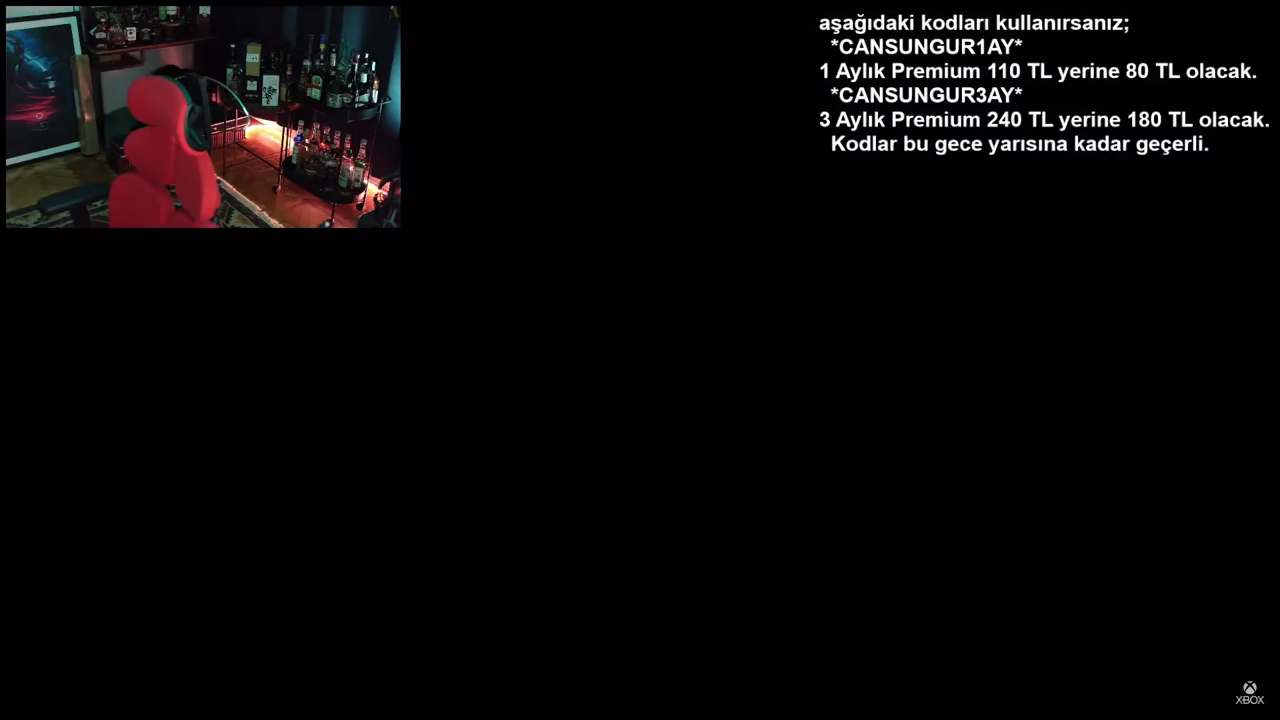 aşağıdaki kodları kullanırsanız;
*CANSUNGUR1AY*
1 Aylık Premium 110 TL yerine 80 TL olacak.
*CANSUNGUR3AY*
3 Aylık Premium 240 TL yerine 180 TL olacak.
Kodlar bu gece yarısına kadar geçerli.
XBOX